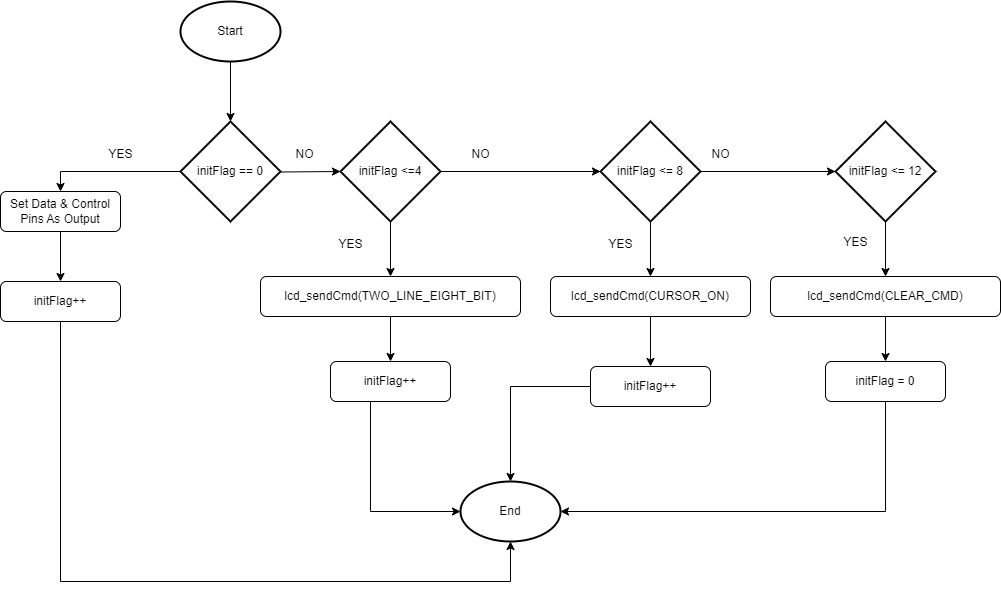 Start
YES
initFlag == 0
NO
initFlag <=4
NO
initFlag <= 8
NO
initFlag <= 12
Set Data & Control
Pins As Output
YES
YES
YES
initFlag++
lcd_sendCmd(TWO_LINE_EIGHT_BIT)
lcd_sendCmd(CURSOR_ON)
lcd_sendCmd(CLEAR_CMD)
initFlag++
initFlag++
initFlag = 0
End